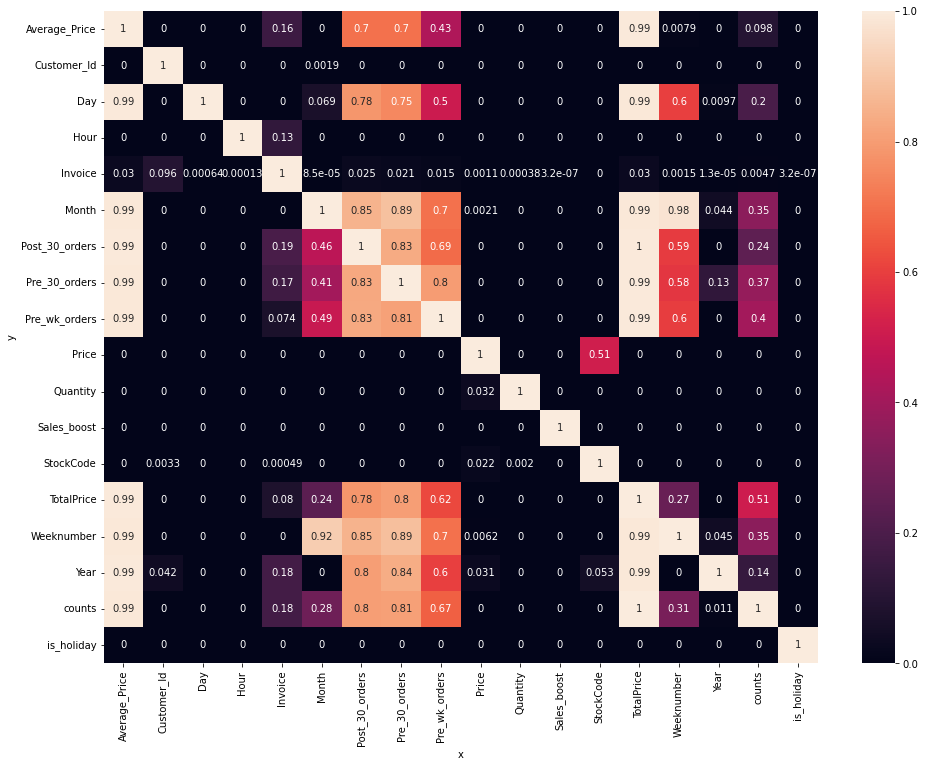 Average_Price 1 0 0 0 0.16 0 0.7 0.7 0.43 0 0 0 0 0.99 0.0079 0 0.098 0
Customer_Id 0 1 0 0 0 0.0019 0 0 0 0 0 0 0 0 0 0 0 0
Day 0.99 0 1 0 0 0.069 0.78 0.75 0.5 0 0 0 0 0.99 0.6 0.0097 0.2 0
Hour 0 0 0 1 0.13 0 0 0 0 0 0 0 0 0 0 0 0 0
Invoice 0.03 0.096 0.00064 0.00013 1 8.5e-05 0.025 0.021 0.015 0.0011 0.00038 3.2e-07 0 0.03 0.0015 1.3e-05 0.0047 3.2e-07
Month 0.99 0 0 0 0 1 0.85 0.89 0.7 0.0021 0 0 0 0.99 0.98 0.044 0.35 0
Post_30_orders 0.99 0 0 0 0.19 0.46 1 0.83 0.69 0 0 0 0 1 0.59 0 0.24 0
Pre_30_orders 0.99 0 0 0 0.17 0.41 0.83 1 0.8 0 0 0 0 0.99 0.58 0.13 0.37 0
Pre_wk_orders 0.99 0 0 0 0.074 0.49 0.83 0.81 1 0 0 0 0 0.99 0.6 0 0.4 0
Price 0 0 0 0 0 0 0 0 0 1 0 0 0.51 0 0 0 0 0
Quantity 0 0 0 0 0 0 0 0 0 0.032 1 0 0 0 0 0 0 0
Sales_boost 0 0 0 0 0 0 0 0 0 0 0 1 0 0 0 0 0 0
StockCode 0 0.0033 0 0 0.00049 0 0 0 0 0.022 0.002 0 1 0 0 0 0 0
TotalPrice 0.99 0 0 0 0.08 0.24 0.78 0.8 0.62 0 0 0 0 1 0.27 0 0.51 0
Weeknumber 0.99 0 0 0 0 0.92 0.85 0.89 0.7 0.0062 0 0 0 0.99 1 0.045 0.35 0
Year 0.99 0.042 0 0 0.18 0 0.8 0.84 0.6 0.031 0 0 0.053 0.99 0 1 0.14 0
counts 0.99 0 0 0 0.18 0.28 0.8 0.81 0.67 0 0 0 0 1 0.31 0.011 1 0
is_holiday 0 0 0 0 0 0 0 0 0 0 0 0 0 0 0 0 0 1
y
Average_Price Customer_Id Day Hour Invoice Month Post_30_orders Pre_30_orders Pre_wk_orders Price Quantity Sales_boost StockCode TotalPrice Weeknumber Year counts is_holiday
x
1.0
0.8
0.6
0.4
0.2
0.0